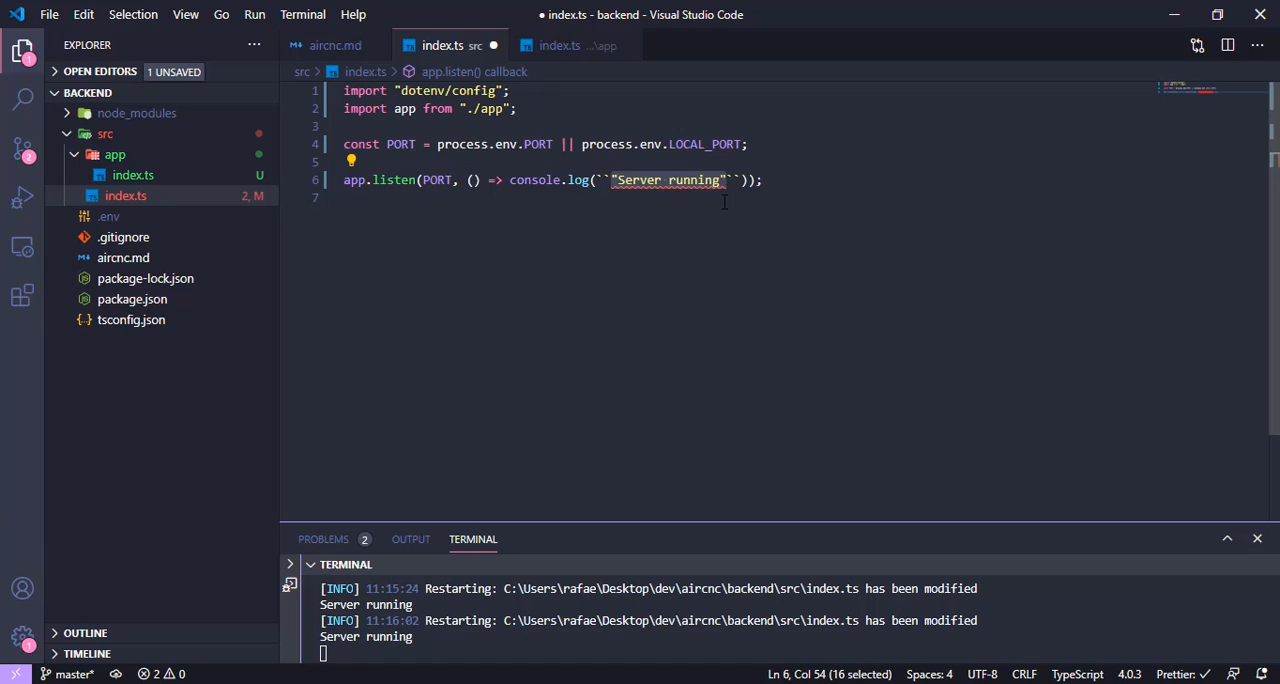 File Edit Selection View Go Run Terminal Help ● index.ts - backend - Visual Studio Code
EXPLORER ···
aircnc.md index.ts src ● index.ts ...\app
OPEN EDITORS 1 UNSAVED
src > index.ts > app.listen() callback
BACKEND
node_modules
src
app
index.ts U
index.ts 2, M
.env
.gitignore
aircnc.md
package-lock.json
package.json
tsconfig.json
OUTLINE
TIMELINE
1 import "dotenv/config";
2 import app from "./app";
3
4 const PORT = process.env.PORT || process.env.LOCAL_PORT;
5
6 app.listen(PORT, () => console.log(``"Server running"``));
7
PROBLEMS 2 OUTPUT TERMINAL
TERMINAL
[INFO] 11:15:24 Restarting: C:\Users\rafae\Desktop\dev\aircnc\backend\src\index.ts has been modified
Server running
[INFO] 11:16:02 Restarting: C:\Users\rafae\Desktop\dev\aircnc\backend\src\index.ts has been modified
Server running
1
2
1
master* 2 0 Ln 6, Col 54 (16 selected) Spaces: 4 UTF-8 CRLF TypeScript 4.0.3 Prettier: ✓